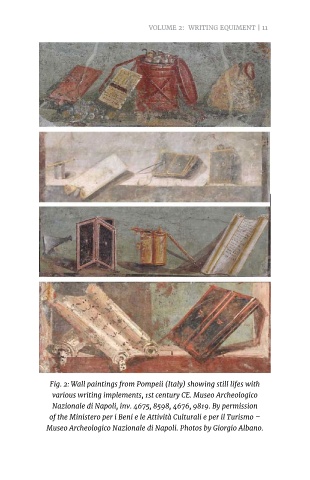 VOLUME 2: WRITING EQUIMENT | 11
Fig. 2: Wall paintings from Pompeii (Italy) showing still lifes with
various writing implements, 1st century CE. Museo Archeologico
Nazionale di Napoli, inv. 4675, 8598, 4676, 9819. By permission
of the Ministero per i Beni e le Attività Culturali e per il Turismo –
Museo Archeologico Nazionale di Napoli. Photos by Giorgio Albano.